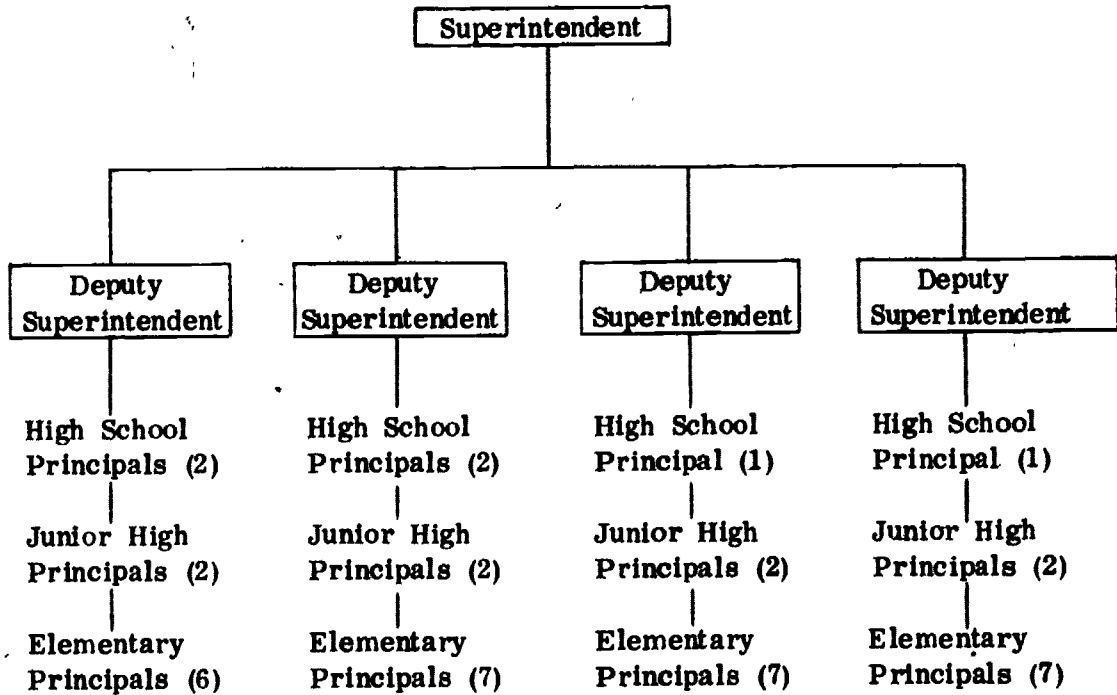 Superintendent
Deputy
Superintendent
Deputy
Superintendent
Deputy
Superintendent
Deputy
Superintendent
High School
Principals (2)
High School
Principals (2)
High School
Principal (1)
High School
Principal (1)
Junior High
Principals (2)
Junior High
Principals (2)
Junior High
Principals (2)
Junior High
Principals (2)
Elementary
Principals (6)
Elementary
Principals (7)
Elementary
Principals (7)
Elementary
Principals (7)